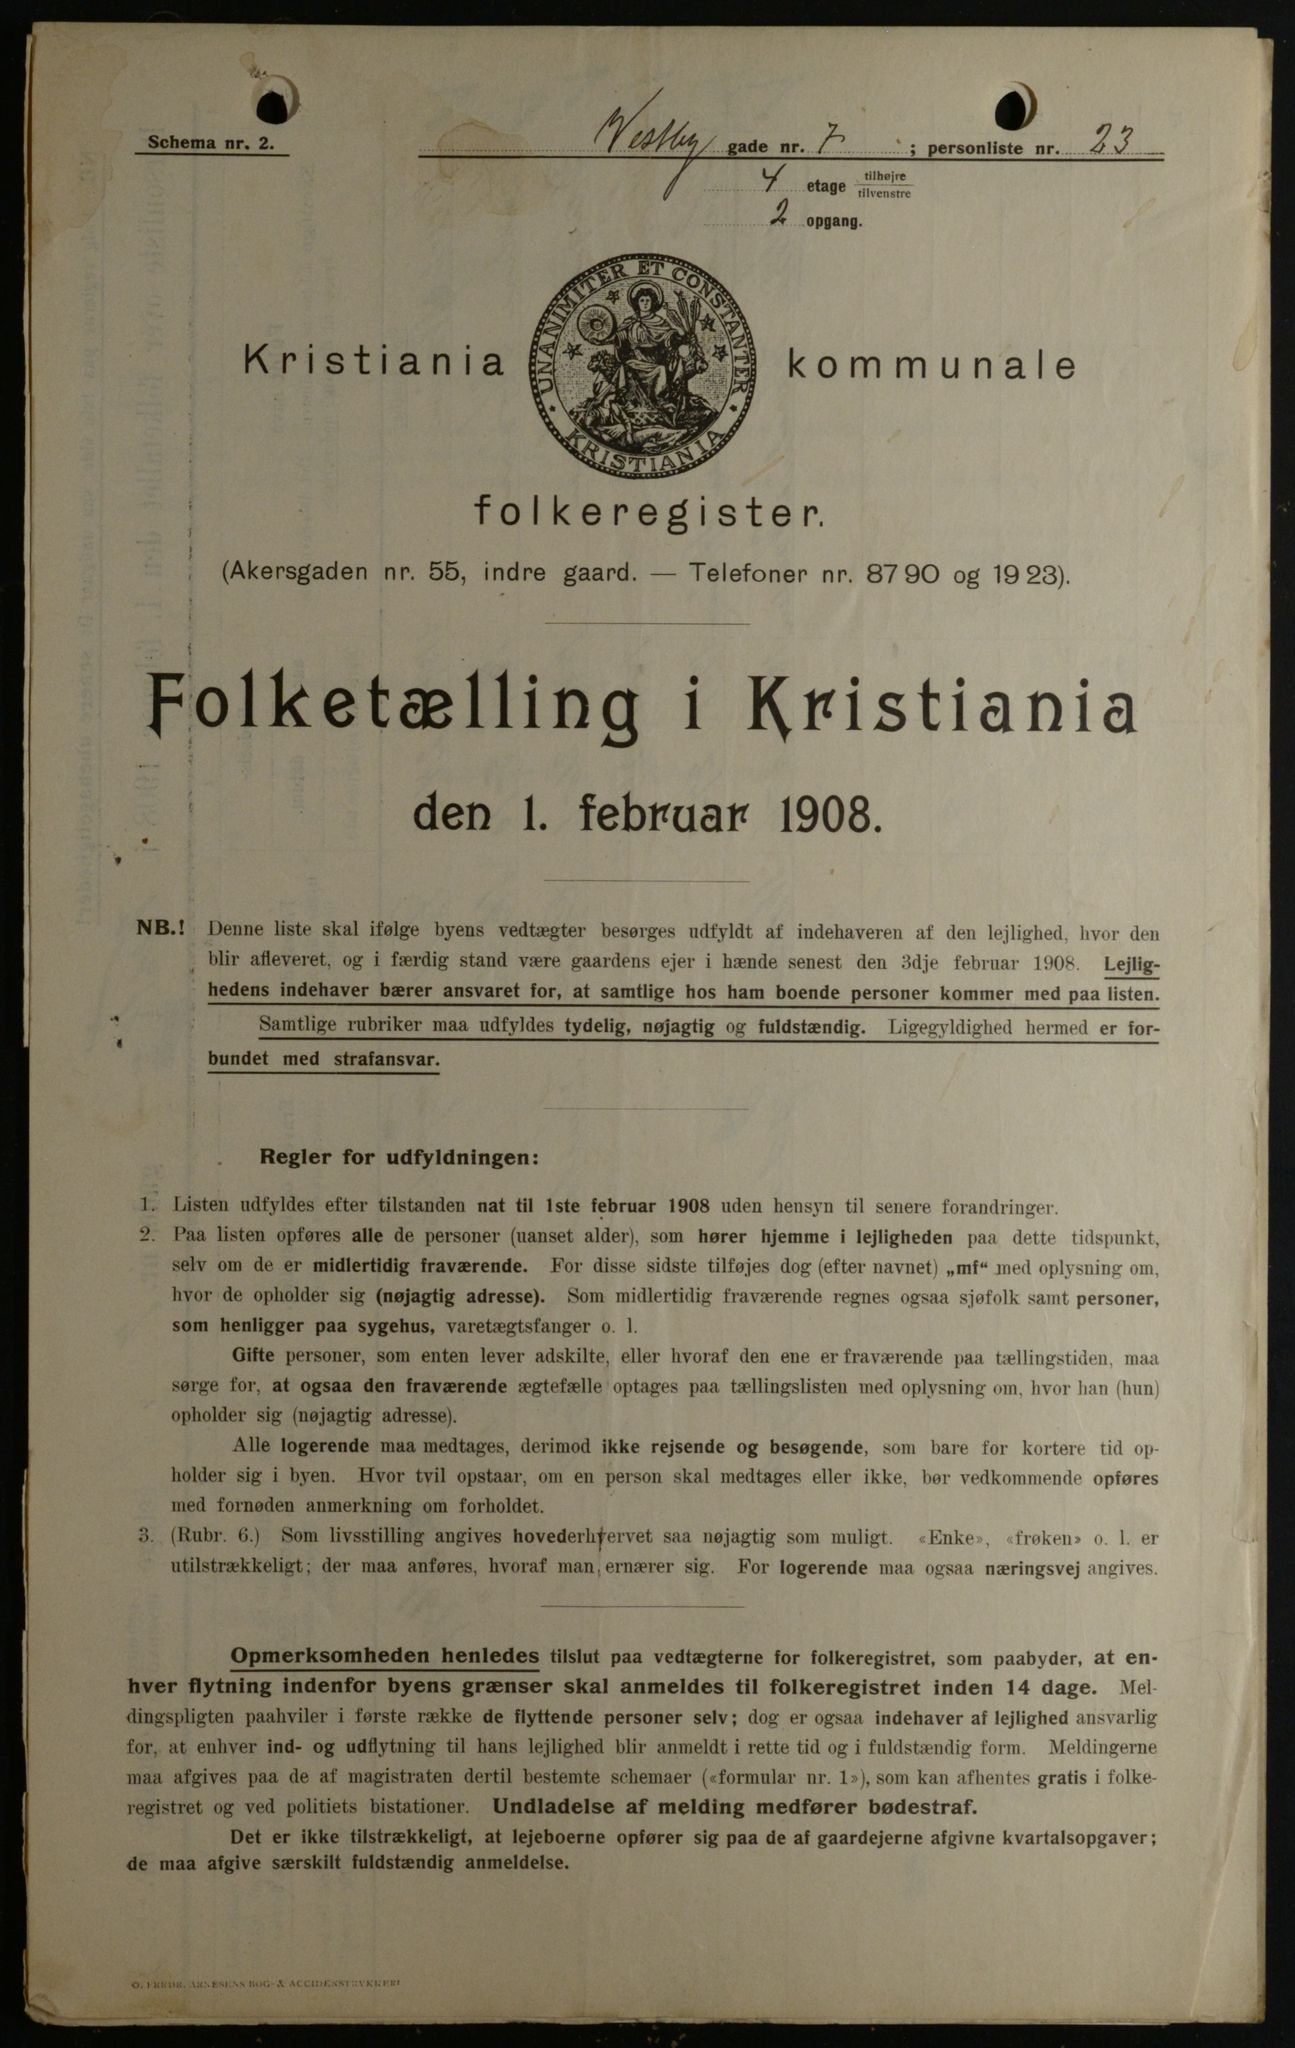 Schema nr. 2.
Vestby gade nr. 7 ; personliste nr. 23
4 etage tilhøjre
tilvenstre
2 opgang.
UNANIMITER ET CONSTANTER
KRISTIANIA
Kristiania kommunale
folkeregister.
(Akersgaden nr. 55, indre gaard. — Telefoner nr. 8790 og 1923).
Folketælling i Kristiania
den 1. februar 1908.
NB.! Denne liste skal ifølge byens vedtægter besørges udfyldt af indehaveren af den lejlighed, hvor den
blir afleveret, og i færdig stand være gaardens ejer i hænde senest den 3dje februar 1908. Lejlig-
hedens indehaver bærer ansvaret for, at samtlige hos ham boende personer kommer med paa listen.
Samtlige rubriker maa udfyldes tydelig, nøjagtig og fuldstændig. Ligegyldighed hermed er for-
bundet med strafansvar.
Regler for udfyldningen:
1. Listen udfyldes efter tilstanden nat til 1ste februar 1908 uden hensyn til senere forandringer.
2. Paa listen opføres alle de personer (uanset alder), som hører hjemme i lejligheden paa dette tidspunkt,
selv om de er midlertidig fraværende. For disse sidste tilføjes dog (efter navnet) „mf“ med oplysning om,
hvor de opholder sig (nøjagtig adresse). Som midlertidig fraværende regnes ogsaa sjøfolk samt personer,
som henligger paa sygehus, varetægtsfanger o. l.
Gifte personer, som enten lever adskilte, eller hvoraf den ene er fraværende paa tællingstiden, maa
sørge for, at ogsaa den fraværende ægtefælle optages paa tællingslisten med oplysning om, hvor han (hun)
opholder sig (nøjagtig adresse).
Alle logerende maa medtages, derimod ikke rejsende og besøgende, som bare for kortere tid op-
holder sig i byen. Hvor tvil opstaar, om en person skal medtages eller ikke, bør vedkommende opføres
med fornøden anmerkning om forholdet.
3. (Rubr. 6.) Som livsstilling angives hovederhvervet saa nøjagtig som muligt. «Enke», «frøken» o. l. er
utilstrækkeligt; der maa anføres, hvoraf man ernærer sig. For logerende maa ogsaa næringsvej angives.
Opmerksomheden henledes tilslut paa vedtægterne for folkeregistret, som paabyder, at en-
hver flytning indenfor byens grænser skal anmeldes til folkeregistret inden 14 dage. Mel-
dingspligten paahviler i første række de flyttende personer selv; dog er ogsaa indehaver af lejlighed ansvarlig
for, at enhver ind- og udflytning til hans lejlighed blir anmeldt i rette tid og i fuldstændig form. Meldingerne
maa afgives paa de af magistraten dertil bestemte schemaer («formular nr. 1»), som kan afhentes gratis i folke-
registret og ved politiets bistationer. Undladelse af melding medfører bødestraf.
Det er ikke tilstrækkeligt, at lejeboerne opfører sig paa de af gaardejerne afgivne kvartalsopgaver;
de maa afgive særskilt fuldstændig anmeldelse.
O. FREDR. ARNESENS BOG- & ACCIDENSTRYKKERI